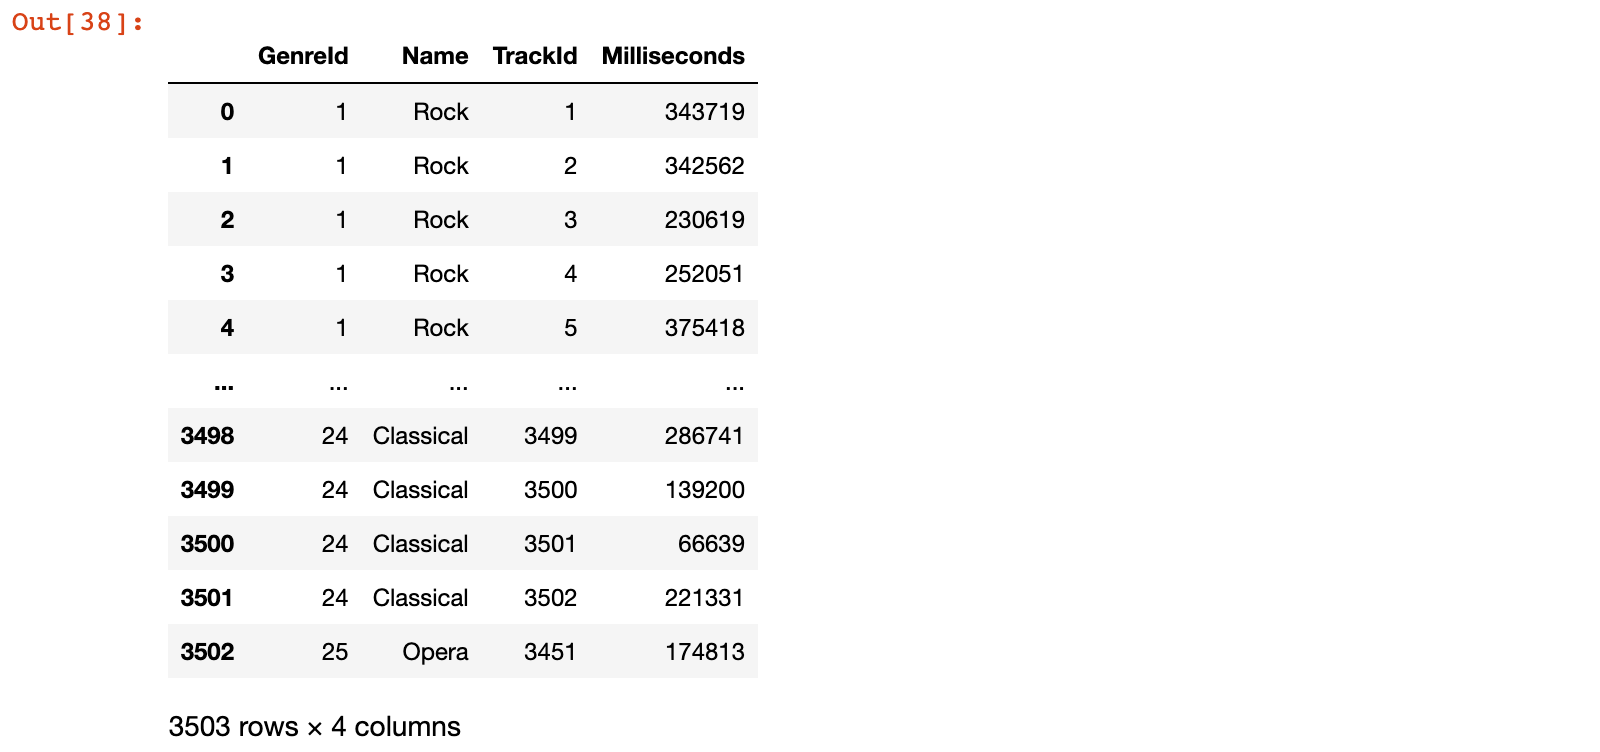 Out[38]:
GenreId Name TrackId Milliseconds
0 1 Rock 1 343719
1 1 Rock 2 342562
2 1 Rock 3 230619
3 1 Rock 4 252051
4 1 Rock 5 375418
... ... ... ... ...
3498 24 Classical 3499 286741
3499 24 Classical 3500 139200
3500 24 Classical 3501 66639
3501 24 Classical 3502 221331
3502 25 Opera 3451 174813
3503 rows × 4 columns